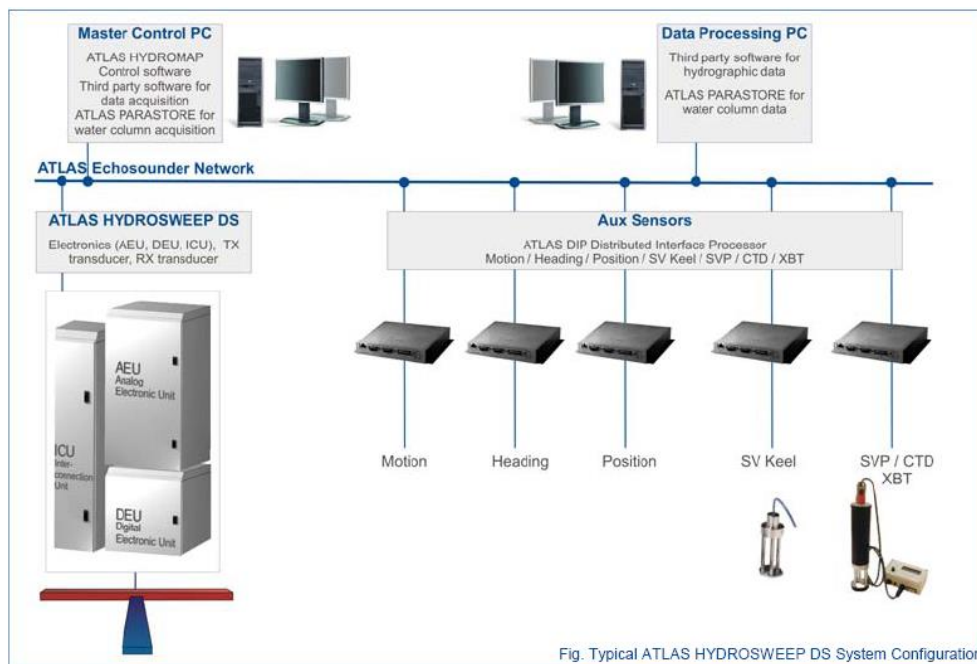 Master Control PC
ATLAS HYDROMAP
Control software
Third party software for
data acquisition
ATLAS PARASTORE for
water column acquisition
Data Processing PC
Third party software for
hydrographic data
ATLAS PARASTORE for
water column data
ATLAS Echosounder Network
ATLAS HYDROSWEEP DS
Electronics (AEU, DEU, ICU), TX
transducer, RX transducer
Aux Sensors
ATLAS DIP Distributed Interface Processor
Motion / Heading / Position / SV Keel / SVP / CTD / XBT
AEU
Analog
Electronic Unit
ICU
Inter-
connection
Unit
DEU
Digital
Electronic Unit
Motion
Heading
Position
SV Keel
SVP / CTD
XBT
Fig. Typical ATLAS HYDROSWEEP DS System Configuration